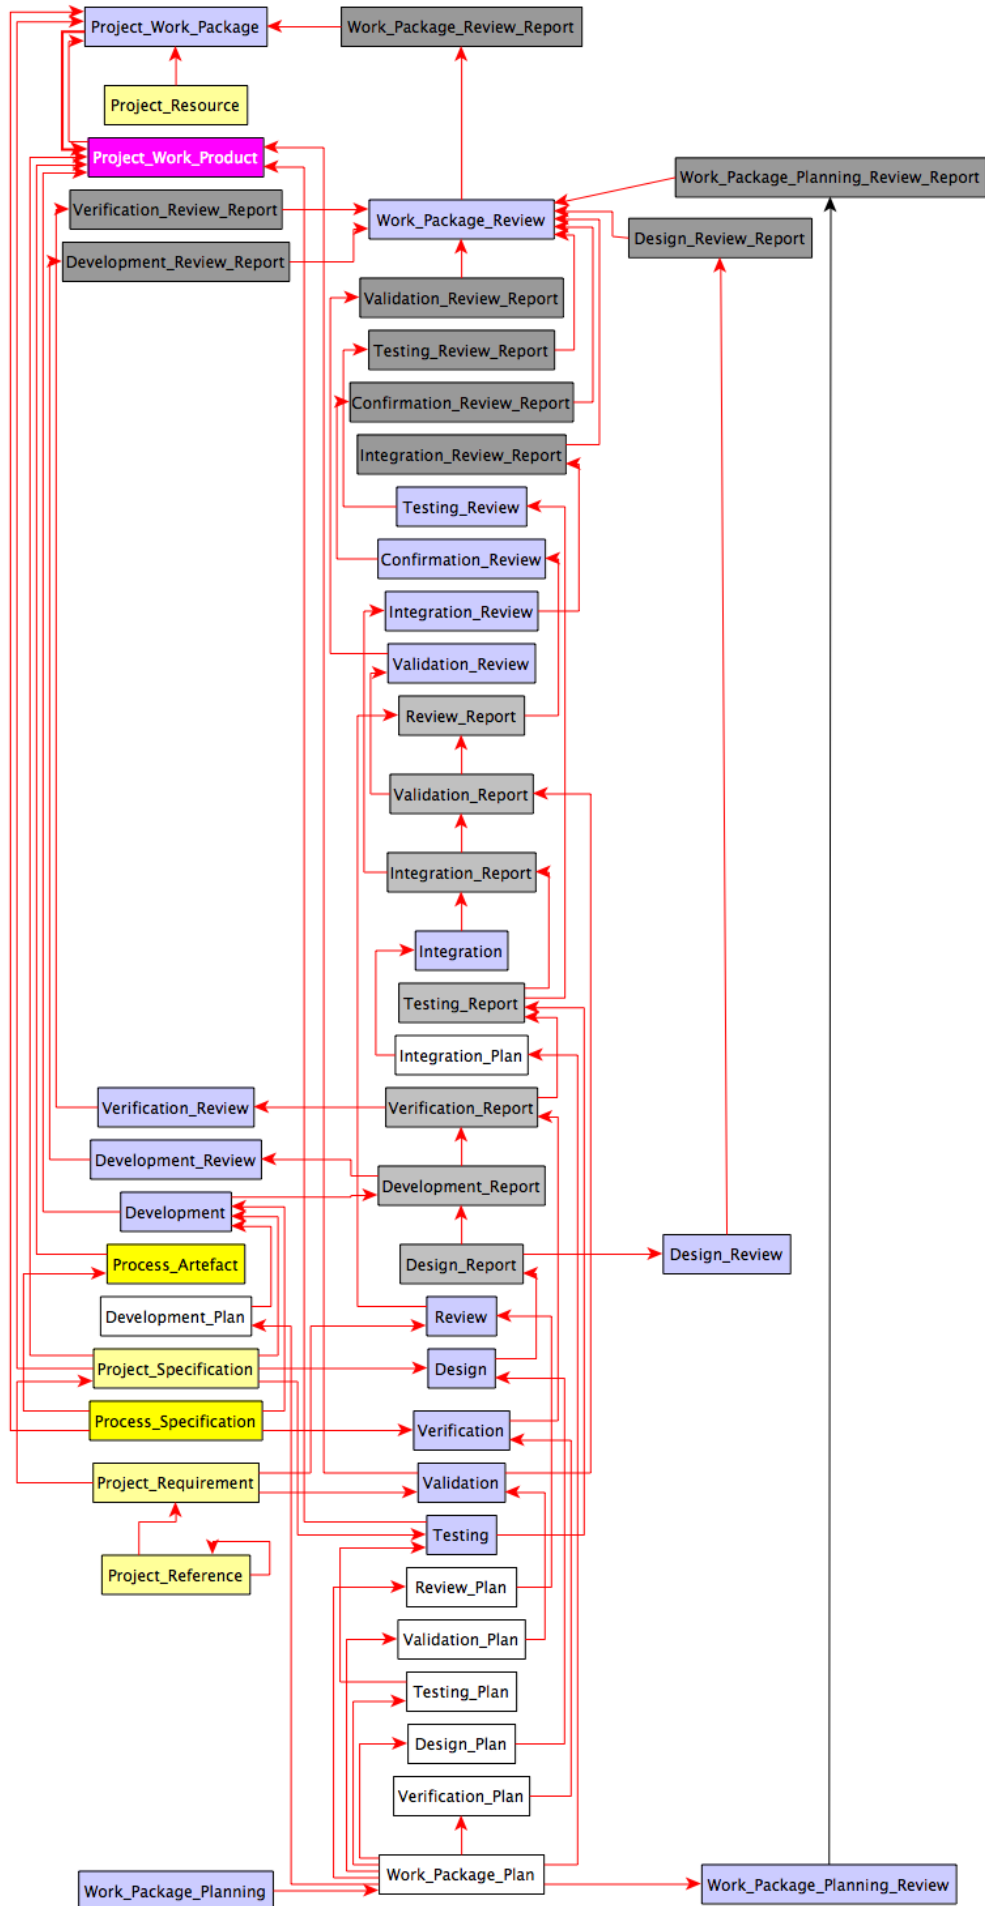 Project_Work_Package
Work_Package_Review_Report
Project_Resource
Project_Work_Product
Work_Package_Planning_Review_Report
Verification_Review_Report
Work_Package_Review
Design_Review_Report
Development_Review_Report
Validation_Review_Report
Testing_Review_Report
Confirmation_Review_Report
Integration_Review_Report
Testing_Review
Confirmation_Review
Integration_Review
Validation_Review
Review_Report
Validation_Report
Integration_Report
Integration
Testing_Report
Integration_Plan
Verification_Review
Verification_Report
Development_Review
Development_Report
Development
Process_Artefact
Design_Report
Design_Review
Development_Plan
Review
Project_Specification
Design
Process_Specification
Verification
Project_Requirement
Validation
Testing
Project_Reference
Review_Plan
Validation_Plan
Testing_Plan
Design_Plan
Verification_Plan
Work_Package_Plan
Work_Package_Planning
Work_Package_Planning_Review